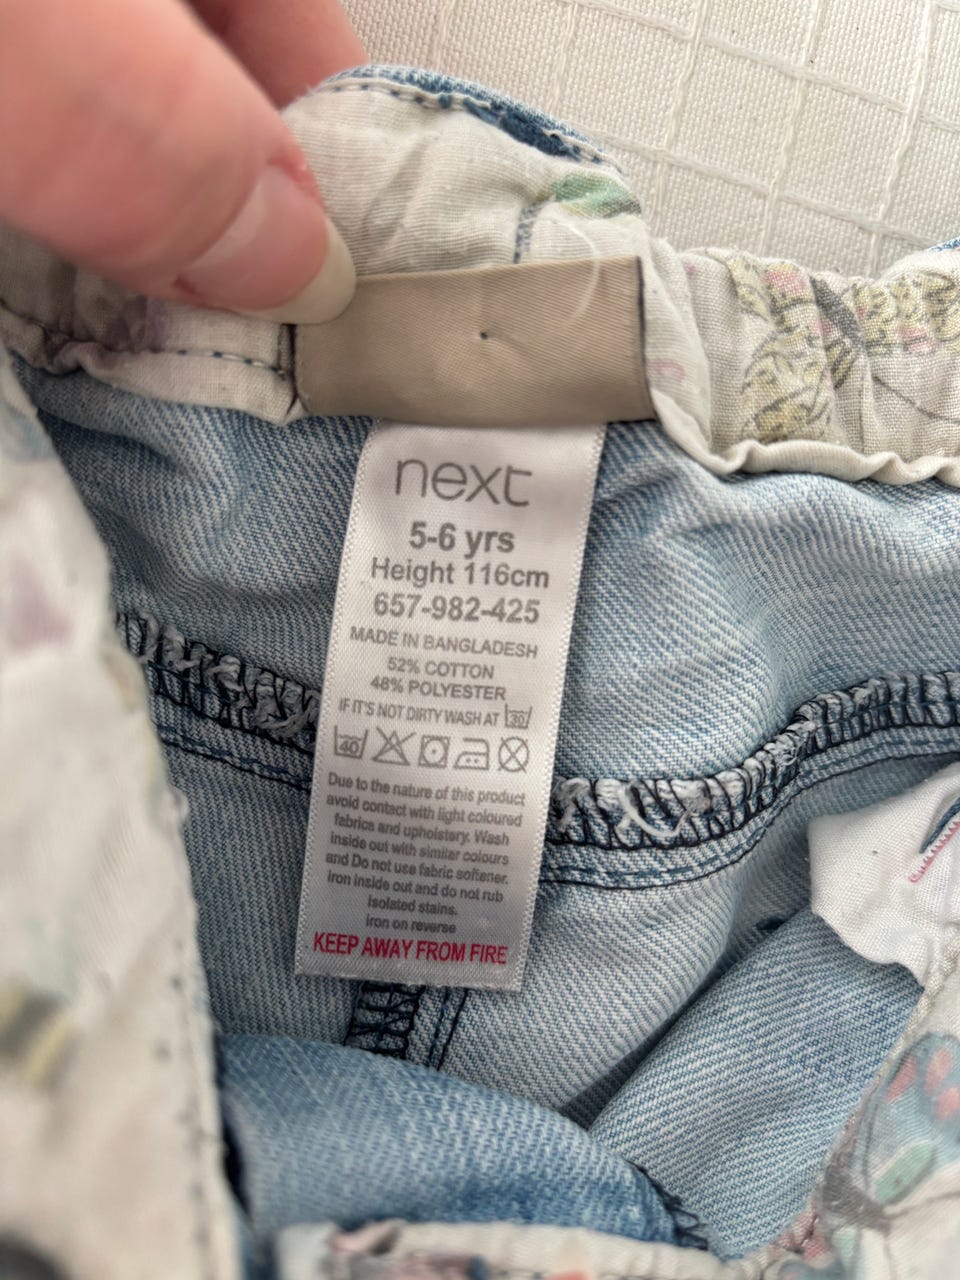 next
5-6 yrs
Height 116cm
657-982-425
MADE IN BANGLADESH
52% COTTON
48% POLYESTER
IF IT'S NOT DIRTY WASH AT 30
40
Due to the nature of this product
avoid contact with light coloured
fabrics and upholstery. Wash
inside out with similar colours
and Do not use fabric softener.
iron inside out and do not rub
Isolated stains.
iron on reverse
KEEP AWAY FROM FIRE